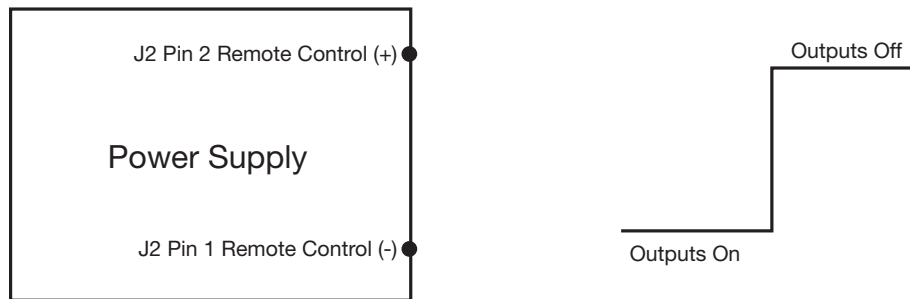 J2 Pin 2 Remote Control (+)
Outputs Off
Power Supply
J2 Pin 1 Remote Control (-)
Outputs On